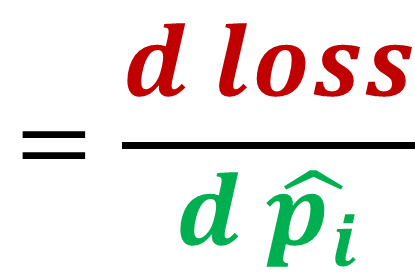 d loss
=
d p̂ᵢ